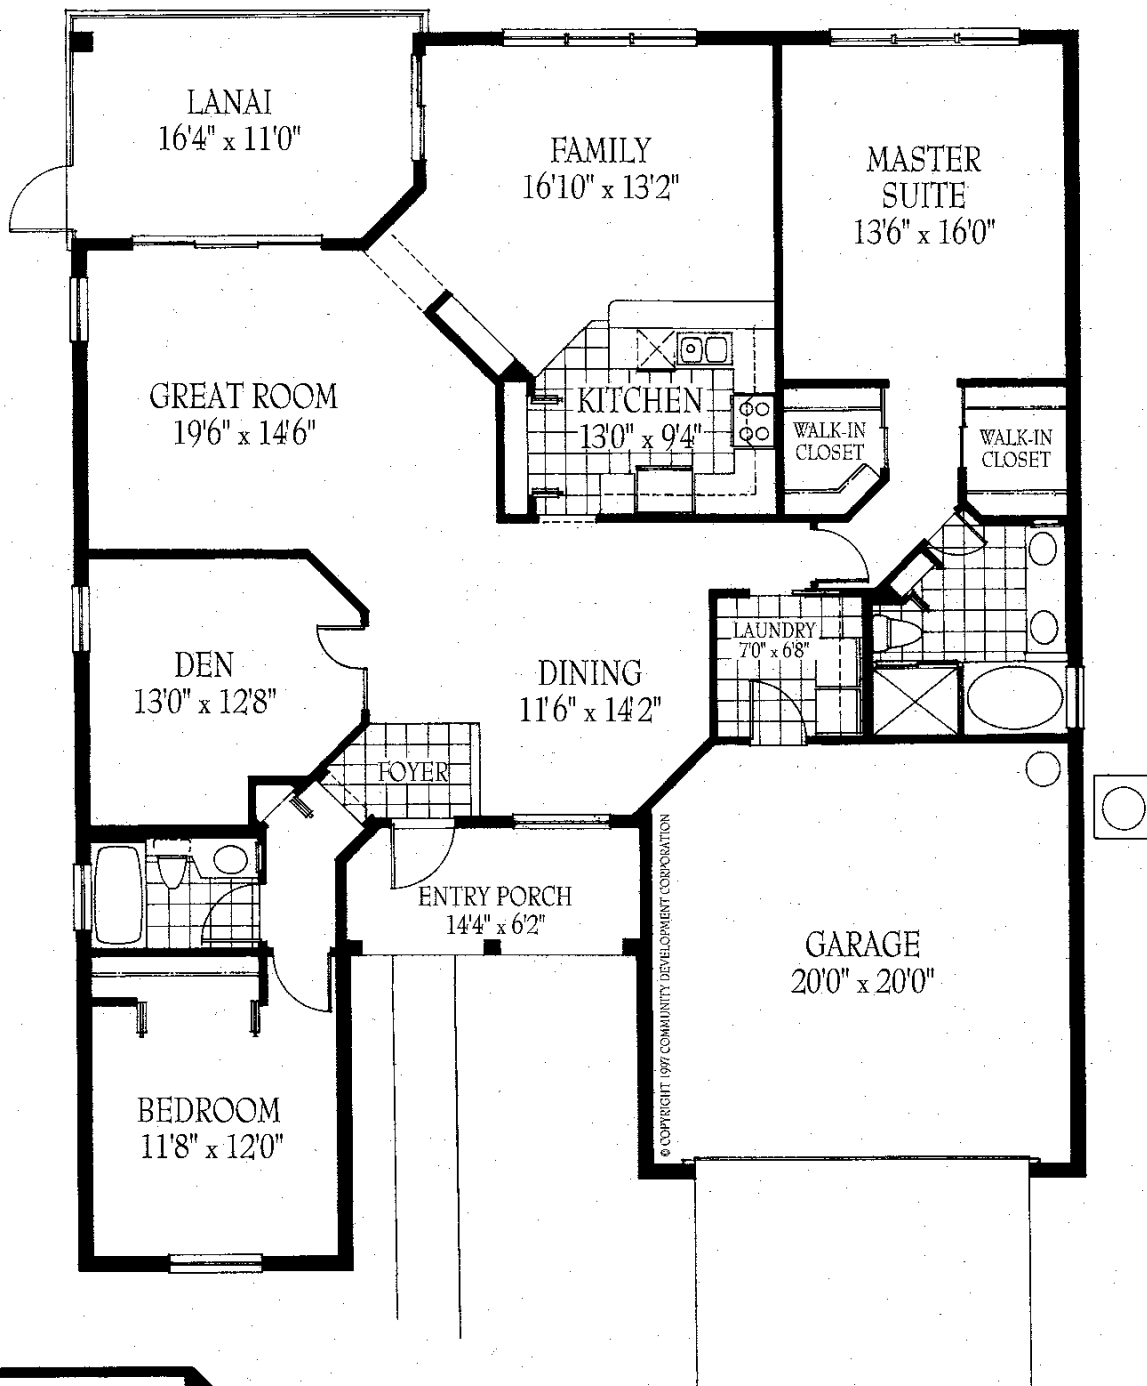 LANAI
16'4" x 11'0"
FAMILY
16'10" x 13'2"
MASTER
SUITE
13'6" x 16'0"
GREAT ROOM
19'6" x 14'6"
KITCHEN
13'0" x 9'4"
WALK-IN
CLOSET
WALK-IN
CLOSET
DEN
13'0" x 12'8"
DINING
11'6" x 14'2"
LAUNDRY
7'0" x 6'8"
FOYER
ENTRY PORCH
14'4" x 6'2"
GARAGE
20'0" x 20'0"
© COPYRIGHT 1997 COMMUNITY DEVELOPMENT CORPORATION
BEDROOM
11'8" x 12'0"